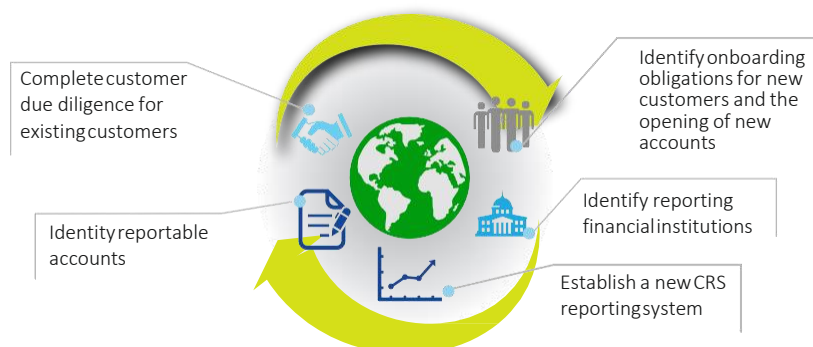 Complete customer
due diligence for
existing customers
Identify onboarding
obligations for new
customers and the
opening of new
accounts
Identity reportable
accounts
Identify reporting
financial institutions
Establish a new CRS
reporting system